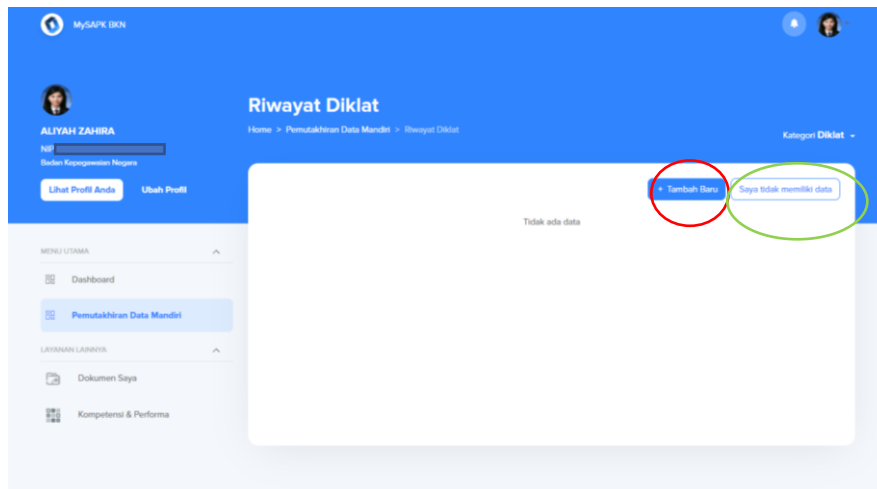 MySAPK BKN
ALIYAH ZAHIRA
NIP
Badan Kepegawaian Negara
Lihat Profil Anda Ubah Profil
MENU UTAMA
Dashboard
Pemutakhiran Data Mandiri
LAYANAN LAINNYA
Dokumen Saya
Kompetensi & Performa
Riwayat Diklat
Home > Pemutakhiran Data Mandiri > Riwayat Diklat
Kategori Diklat
+ Tambah Baru Saya tidak memiliki data
Tidak ada data